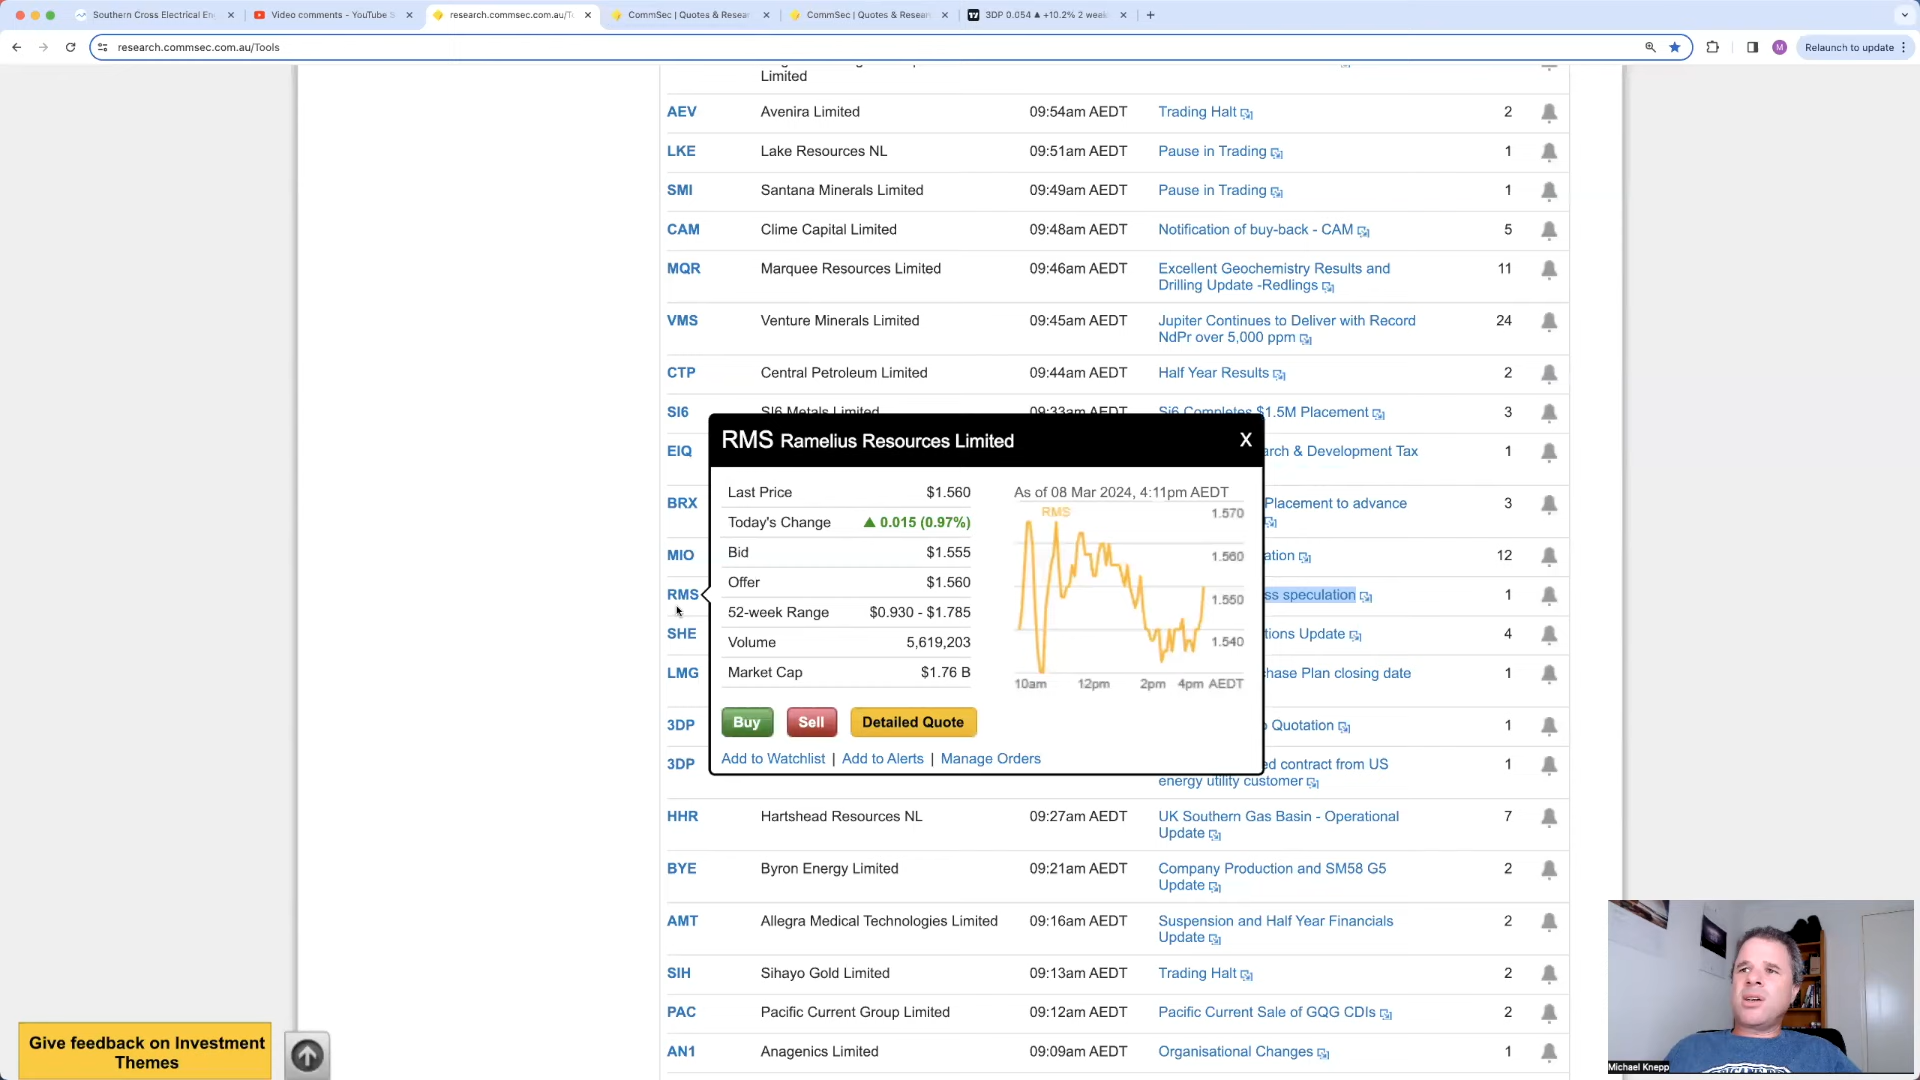 Southern Cross Electrical En
Video comments - YouTube S
research.commsec.com.au/To
CommSec | Quotes & Resear
CommSec | Quotes & Resear
3DP 0.054 ▲ +10.2% 2 week
research.commsec.com.au/Tools
M
Relaunch to update
Limited
AEV Avenira Limited 09:54am AEDT Trading Halt 2
LKE Lake Resources NL 09:51am AEDT Pause in Trading 1
SMI Santana Minerals Limited 09:49am AEDT Pause in Trading 1
CAM Clime Capital Limited 09:48am AEDT Notification of buy-back - CAM 5
MQR Marquee Resources Limited 09:46am AEDT Excellent Geochemistry Results and 11
Drilling Update -Redlings
VMS Venture Minerals Limited 09:45am AEDT Jupiter Continues to Deliver with Record 24
NdPr over 5,000 ppm
CTP Central Petroleum Limited 09:44am AEDT Half Year Results 2
SI6 SI6 Metals Limited 09:33am AEDT Si6 Completes $1.5M Placement 3
EIQ arch & Development Tax 1
BRX Placement to advance 3
MIO ation 12
RMS ss speculation 1
SHE tions Update 4
LMG hase Plan closing date 1
3DP Quotation 1
3DP ed contract from US 1
energy utility customer
RMS Ramelius Resources Limited X
Last Price $1.560
Today's Change ▲ 0.015 (0.97%)
Bid $1.555
Offer $1.560
52-week Range $0.930 - $1.785
Volume 5,619,203
Market Cap $1.76 B
As of 08 Mar 2024, 4:11pm AEDT
RMS
1.570
1.560
1.550
1.540
10am 12pm 2pm 4pm AEDT
Buy Sell Detailed Quote
Add to Watchlist | Add to Alerts | Manage Orders
HHR Hartshead Resources NL 09:27am AEDT UK Southern Gas Basin - Operational 7
Update
BYE Byron Energy Limited 09:21am AEDT Company Production and SM58 G5 2
Update
AMT Allegra Medical Technologies Limited 09:16am AEDT Suspension and Half Year Financials 2
Update
SIH Sihayo Gold Limited 09:13am AEDT Trading Halt 2
PAC Pacific Current Group Limited 09:12am AEDT Pacific Current Sale of GQG CDIs 2
AN1 Anagenics Limited 09:09am AEDT Organisational Changes 1
Give feedback on Investment
Themes
Michael Knepp